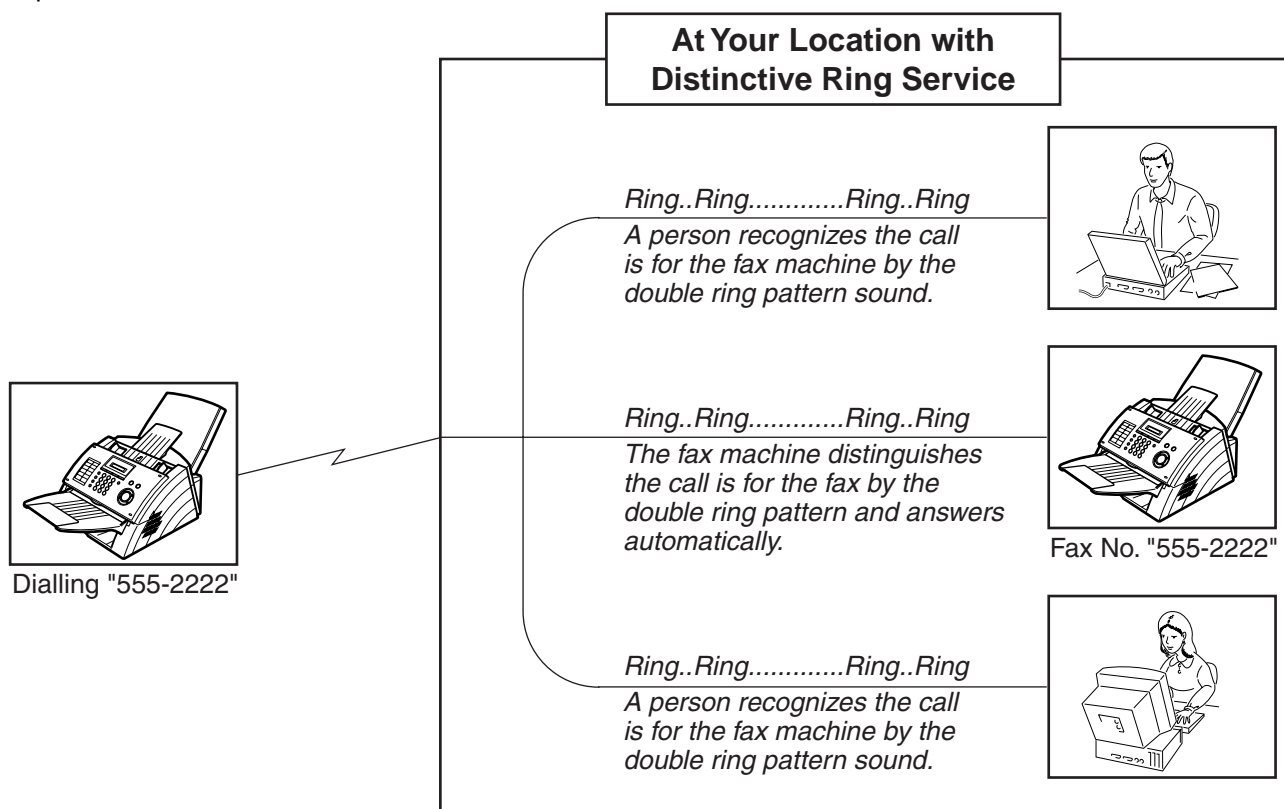 At Your Location with
Distinctive Ring Service
Ring..Ring.............Ring..Ring
A person recognizes the call
is for the fax machine by the
double ring pattern sound.
Ring..Ring.............Ring..Ring
The fax machine distinguishes
the call is for the fax by the
double ring pattern and answers
automatically.
Fax No. "555-2222"
Dialling "555-2222"
Ring..Ring.............Ring..Ring
A person recognizes the call
is for the fax machine by the
double ring pattern sound.